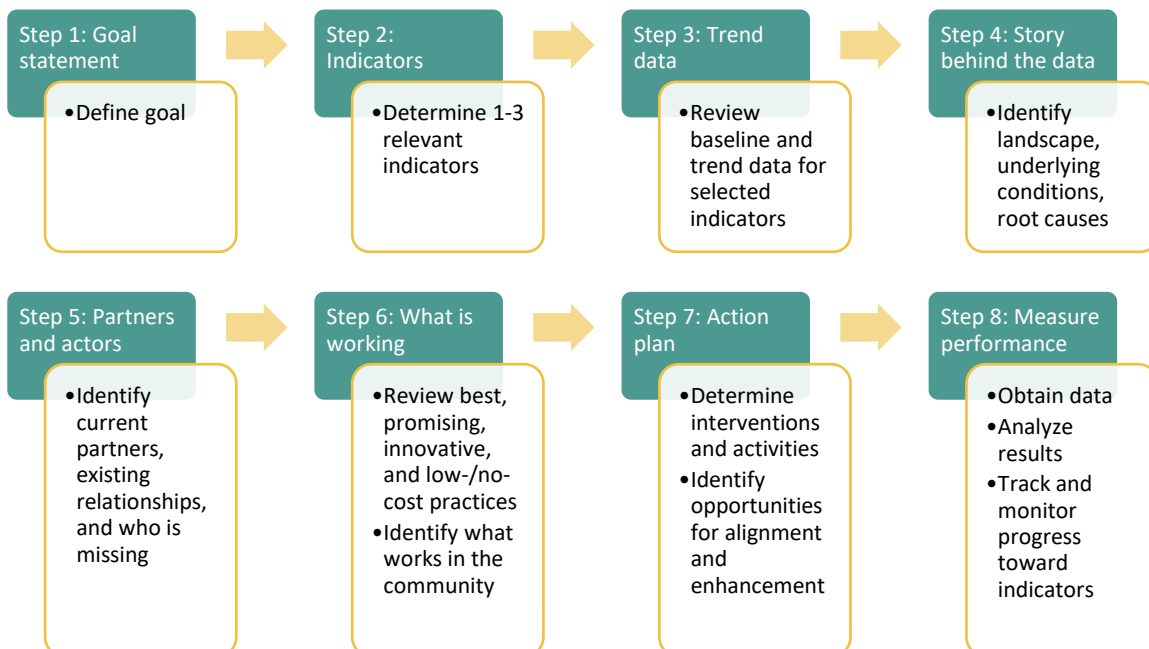 Step 1: Goal
statement
•Define goal
Step 2:
Indicators
•Determine 1-3
relevant
indicators
Step 3: Trend
data
•Review
baseline and
trend data for
selected
indicators
Step 4: Story
behind the data
•Identify
landscape,
underlying
conditions,
root causes
Step 5: Partners
and actors
•Identify
current
partners,
existing
relationships,
and who is
missing
Step 6: What is
working
•Review best,
promising,
innovative,
and low-/no-
cost practices
•Identify what
works in the
community
Step 7: Action
plan
•Determine
interventions
and activities
•Identify
opportunities
for alignment
and
enhancement
Step 8: Measure
performance
•Obtain data
•Analyze
results
•Track and
monitor
progress
toward
indicators